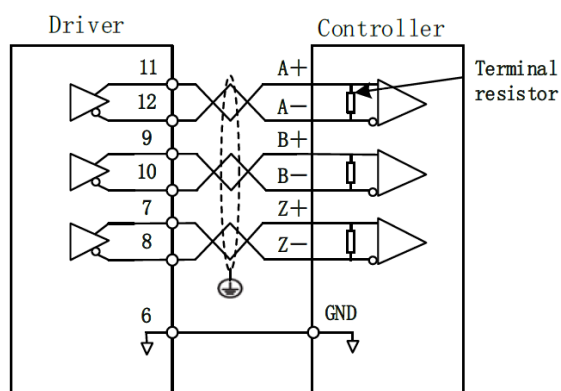 Driver
Controller
11
A+
Terminal
resistor
12
A−
9
B+
10
B−
7
Z+
8
Z−
6
GND